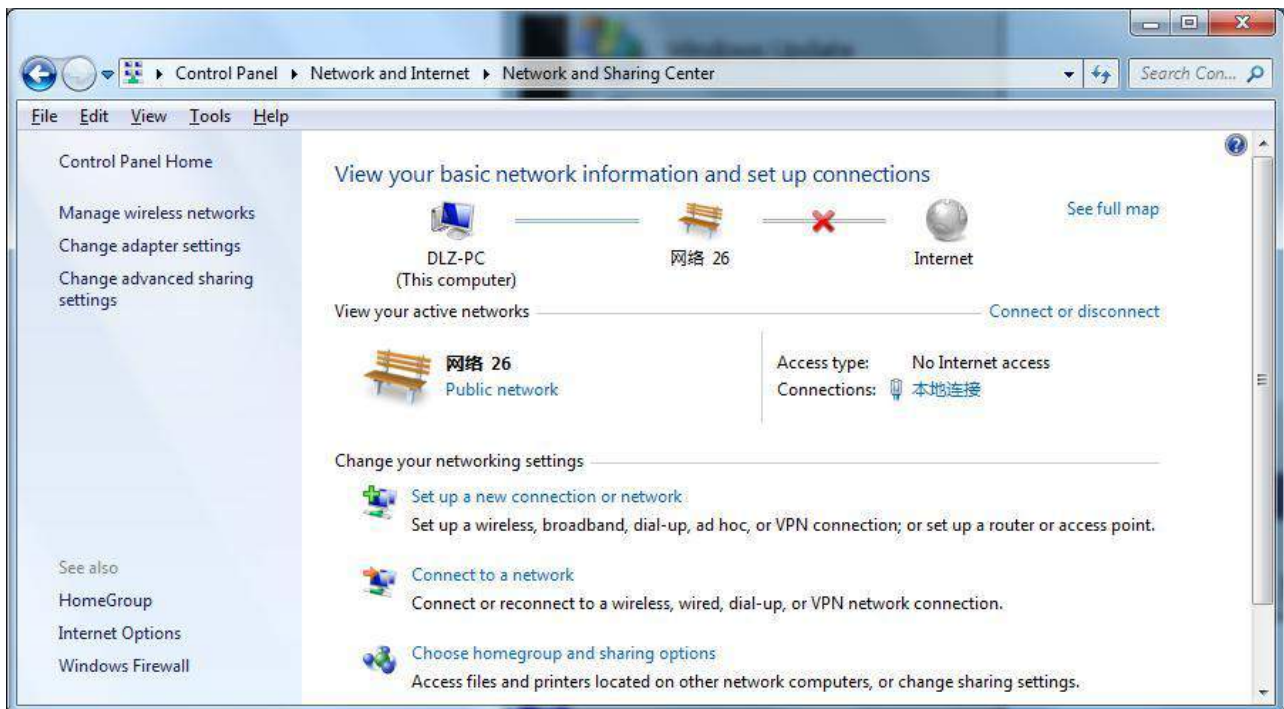 Windows Update
Control Panel Network and Internet Network and Sharing Center
Search Con...
File Edit View Tools Help
Control Panel Home
Manage wireless networks
Change adapter settings
Change advanced sharing
settings
See also
HomeGroup
Internet Options
Windows Firewall
View your basic network information and set up connections
See full map
DLZ-PC
(This computer)
网络 26
Internet
View your active networks
Connect or disconnect
网络 26
Public network
Access type: No Internet access
Connections: 本地连接
Change your networking settings
Set up a new connection or network
Set up a wireless, broadband, dial-up, ad hoc, or VPN connection; or set up a router or access point.
Connect to a network
Connect or reconnect to a wireless, wired, dial-up, or VPN network connection.
Choose homegroup and sharing options
Access files and printers located on other network computers, or change sharing settings.